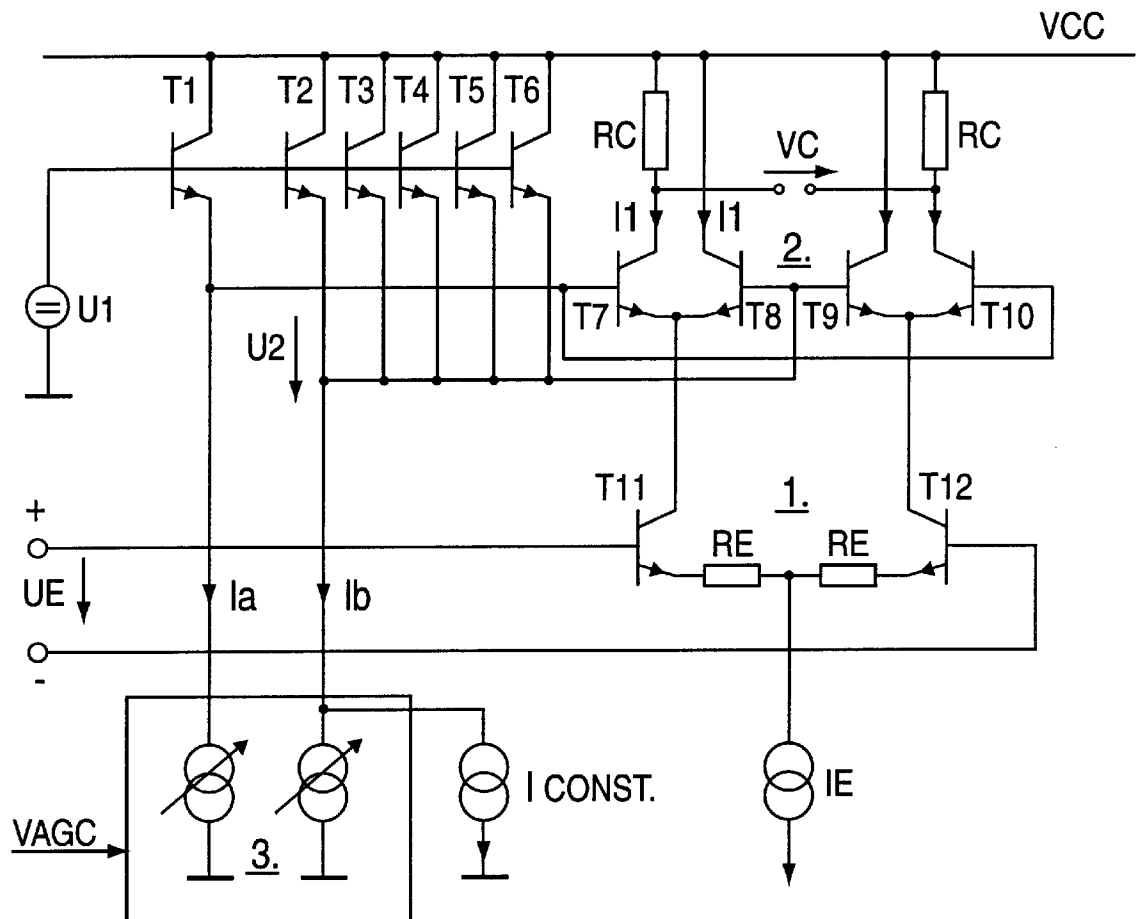 VCC
T1 T2 T3 T4 T5 T6
RC VC RC
I1 I1 2.
U1 T7 T8 T9 T10
U2
T11 1. T12
+
RE RE
UE Ia Ib
-
I CONST. IE
VAGC 3.